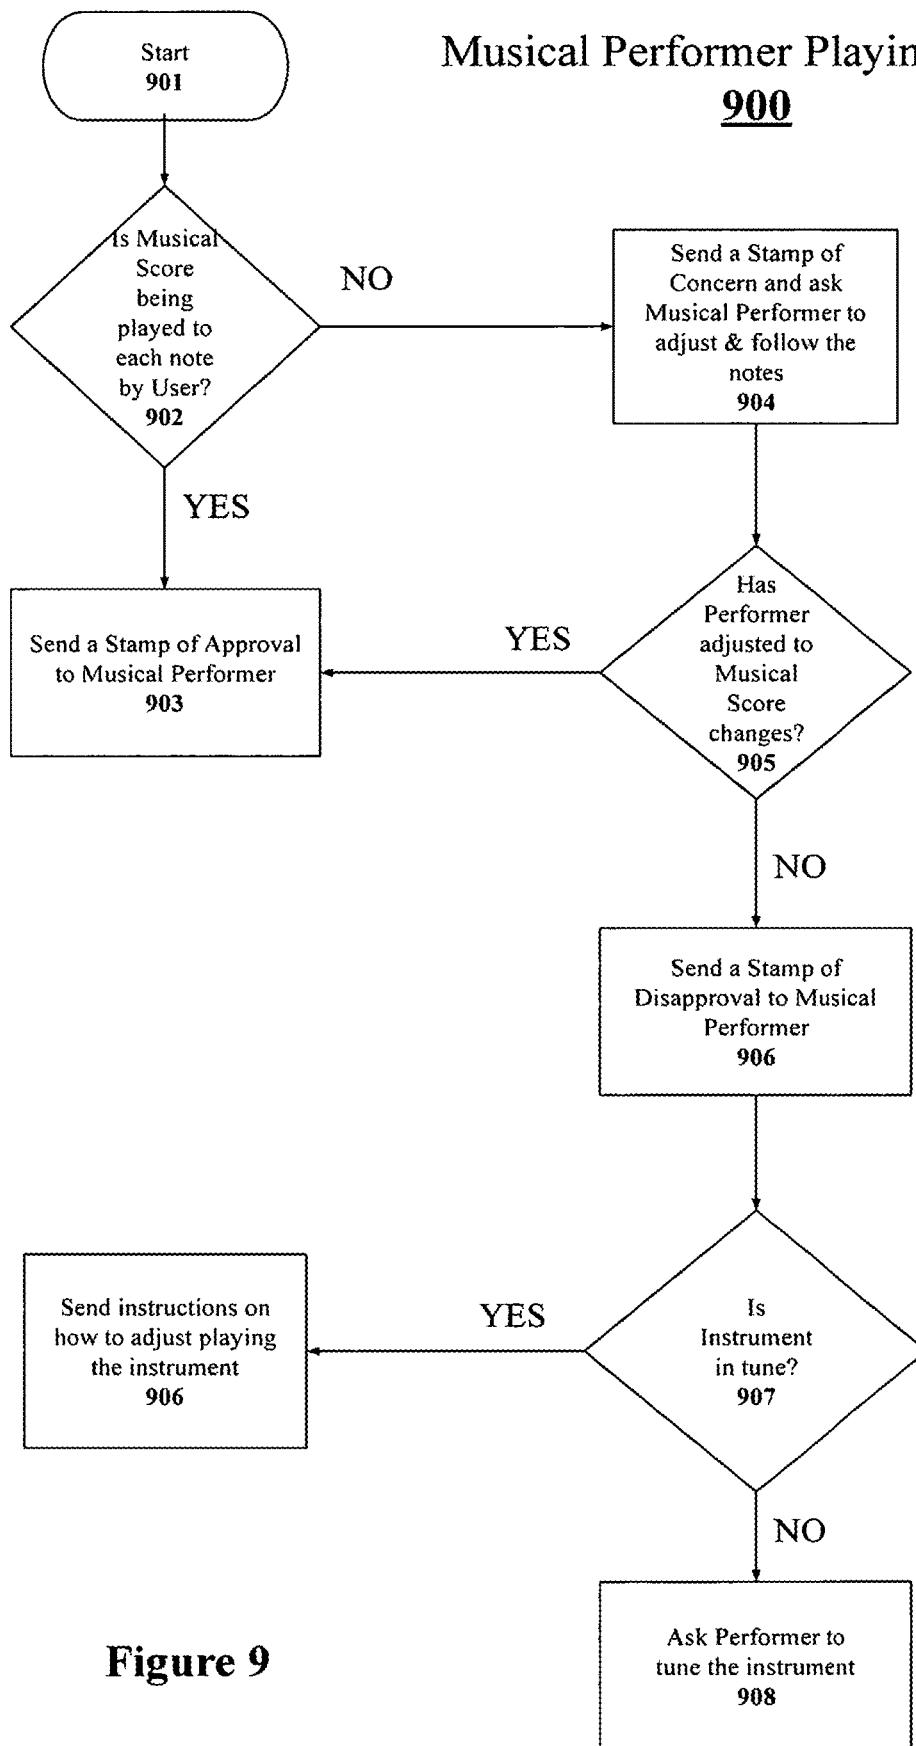 Start
901
Musical Performer Playin
900
Is Musical
Score
being
played to
each note
by User?
902
NO
Send a Stamp of
Concern and ask
Musical Performer to
adjust & follow the
notes
904
YES
Send a Stamp of Approval
to Musical Performer
903
YES
Has
Performer
adjusted to
Musical
Score
changes?
905
NO
Send a Stamp of
Disapproval to Musical
Performer
906
Send instructions on
how to adjust playing
the instrument
906
YES
Is
Instrument
in tune?
907
NO
Ask Performer to
tune the instrument
908
Figure 9